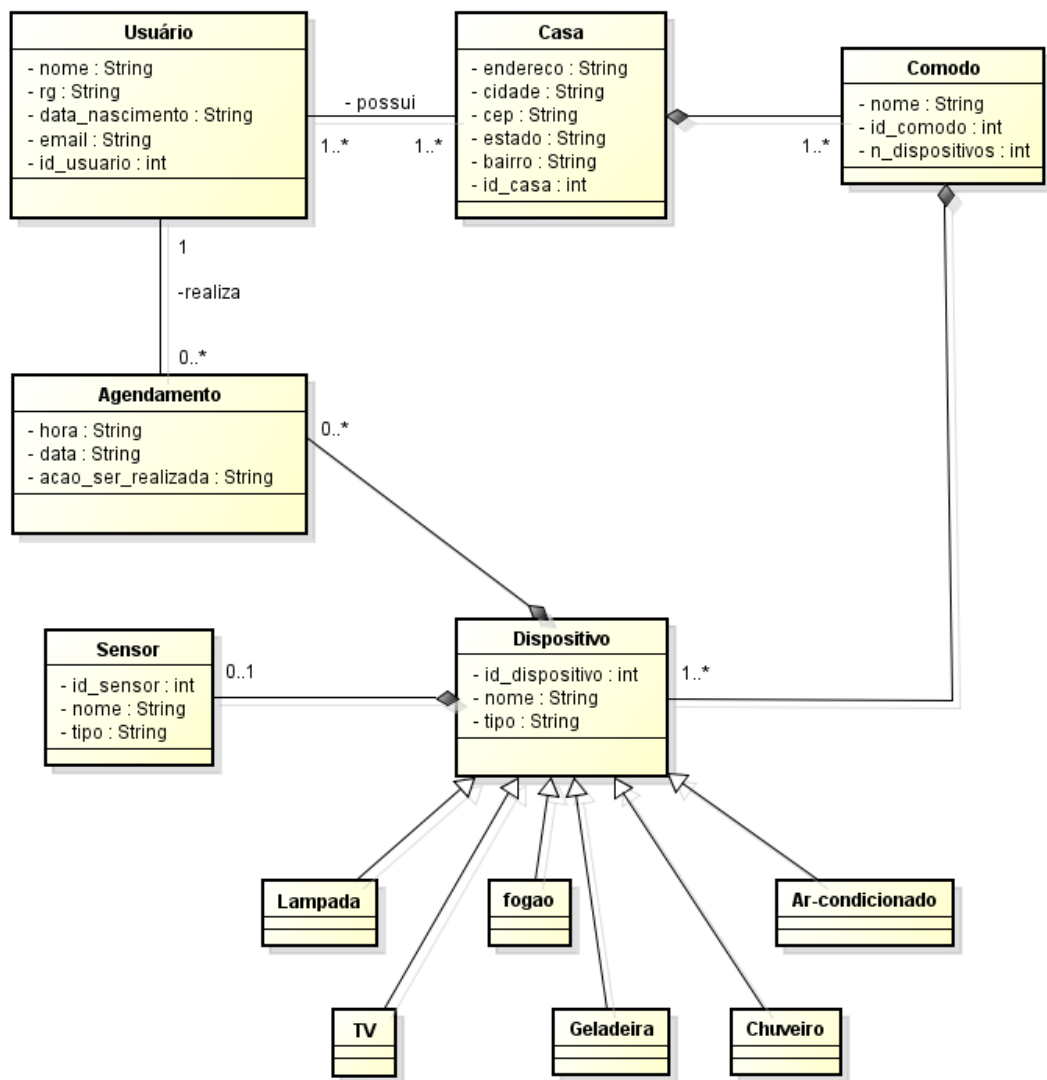 Usuário
- nome : String
- rg : String
- data_nascimento : String
- email : String
- id_usuario : int
- possui
1..*
1..*
Casa
- endereco : String
- cidade : String
- cep : String
- estado : String
- bairro : String
- id_casa : int
1..*
Comodo
- nome : String
- id_comodo : int
- n_dispositivos : int
1
-realiza
0..*
Agendamento
- hora : String
- data : String
- acao_ser_realizada : String
0..*
Sensor
- id_sensor : int
- nome : String
- tipo : String
0..1
Dispositivo
- id_dispositivo : int
- nome : String
- tipo : String
1..*
Lampada
fogao
Ar-condicionado
TV
Geladeira
Chuveiro